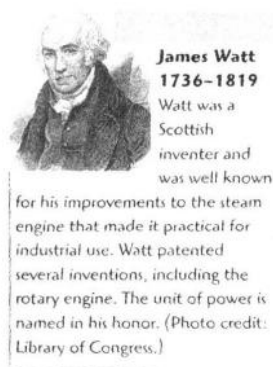 James Watt
1736–1819
Watt was a
Scottish
inventer and
was well known
for his improvements to the steam
engine that made it practical for
industrial use. Watt patented
several inventions, including the
rotary engine. The unit of power is
named in his honor. (Photo credit:
Library of Congress.)